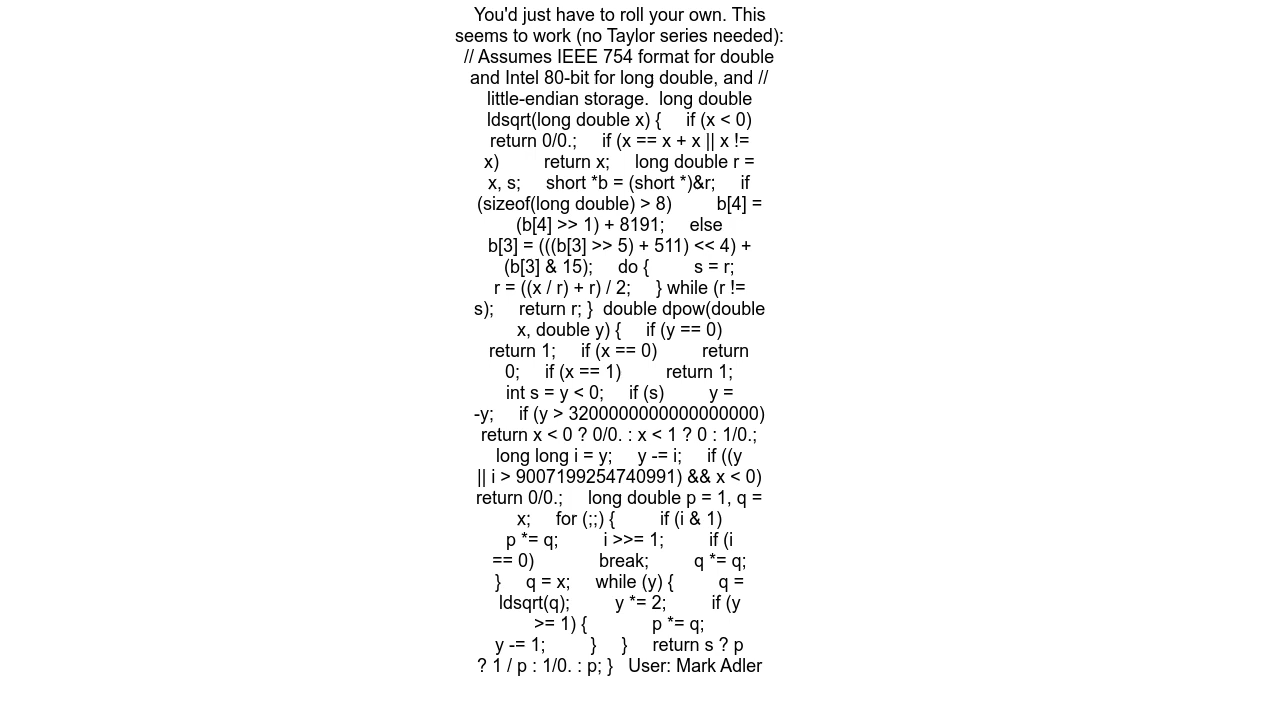 You'd just have to roll your own. This
seems to work (no Taylor series needed):
// Assumes IEEE 754 format for double
and Intel 80-bit for long double, and //
little-endian storage.  long double
ldsqrt(long double x) {     if (x < 0)
return 0/0.;     if (x == x + x || x !=
x)         return x;     long double r =
x, s;     short *b = (short *)&r;     if
(sizeof(long double) > 8)         b[4] =
(b[4] >> 1) + 8191;     else
b[3] = (((b[3] >> 5) + 511) << 4) +
(b[3] & 15);     do {         s = r;
r = ((x / r) + r) / 2;     } while (r !=
s);     return r; }  double dpow(double
x, double y) {     if (y == 0)
return 1;     if (x == 0)         return
0;     if (x == 1)         return 1;
int s = y < 0;     if (s)         y =
-y;     if (y > 3200000000000000000)
return x < 0 ? 0/0. : x < 1 ? 0 : 1/0.;
long long i = y;     y -= i;     if ((y
|| i > 9007199254740991) && x < 0)
return 0/0.;     long double p = 1, q =
x;     for (;;) {         if (i & 1)
p *= q;         i >>= 1;         if (i
== 0)             break;         q *= q;
}     q = x;     while (y) {         q =
ldsqrt(q);         y *= 2;         if (y
>= 1) {             p *= q;
y -= 1;         }     }     return s ? p
? 1 / p : 1/0. : p; }   User: Mark Adler